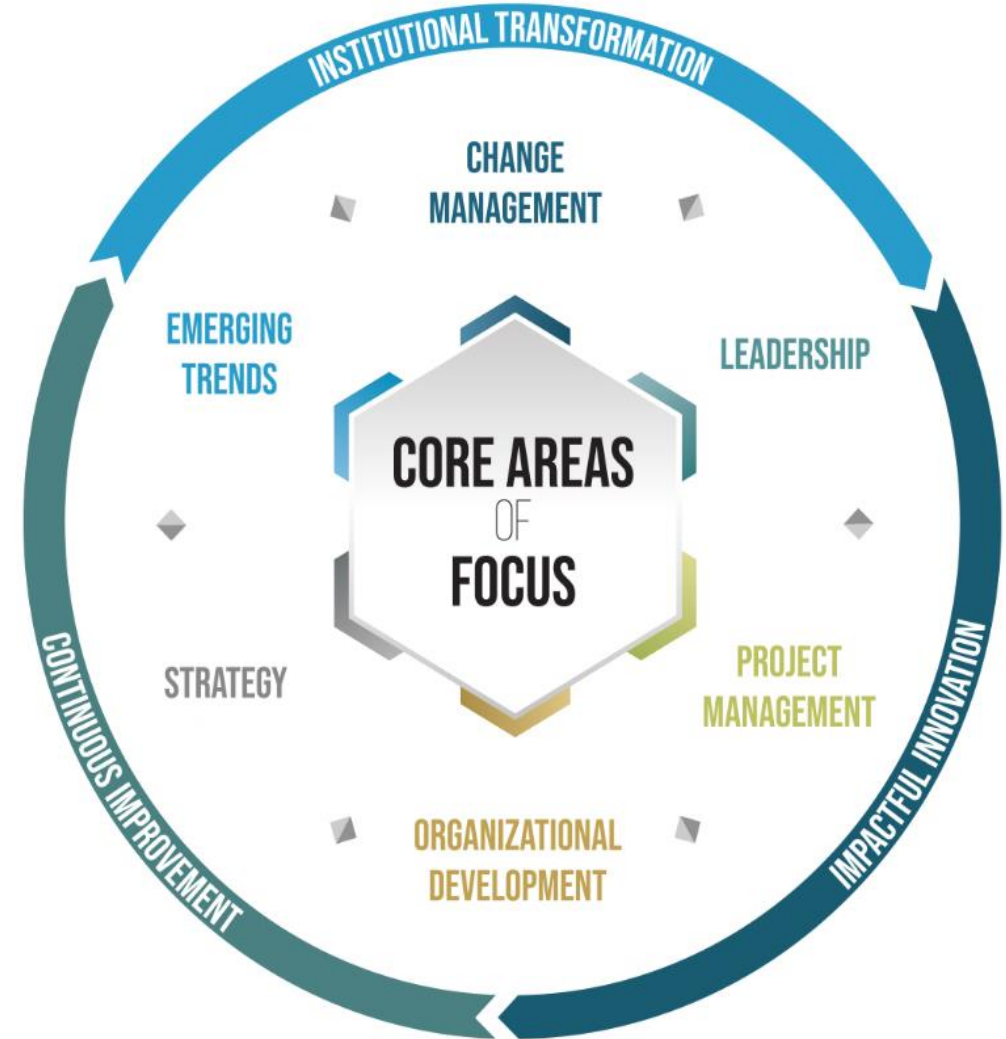 INSTITUTIONAL TRANSFORMATION
CHANGE
MANAGEMENT
EMERGING
TRENDS
LEADERSHIP
CORE AREAS
OF
FOCUS
STRATEGY
PROJECT
MANAGEMENT
ORGANIZATIONAL
DEVELOPMENT
CONTINUOUS IMPROVEMENT
IMPACTFUL INNOVATION